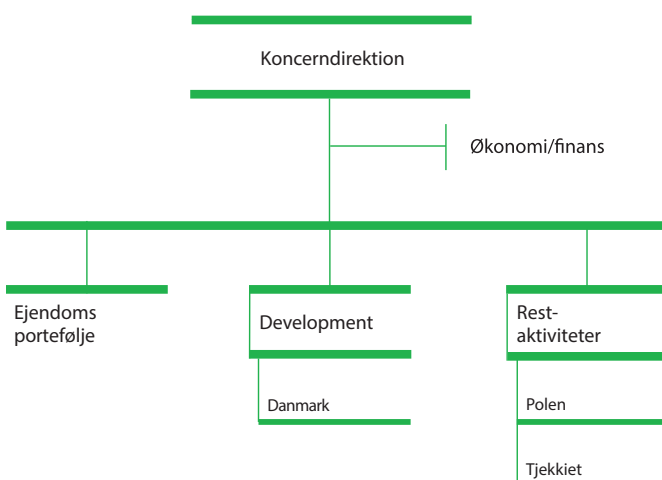 Koncerndirektion
Økonomi/finans
Ejendoms
portefølje
Development
Danmark
Rest-
aktiviteter
Polen
Tjekkiet